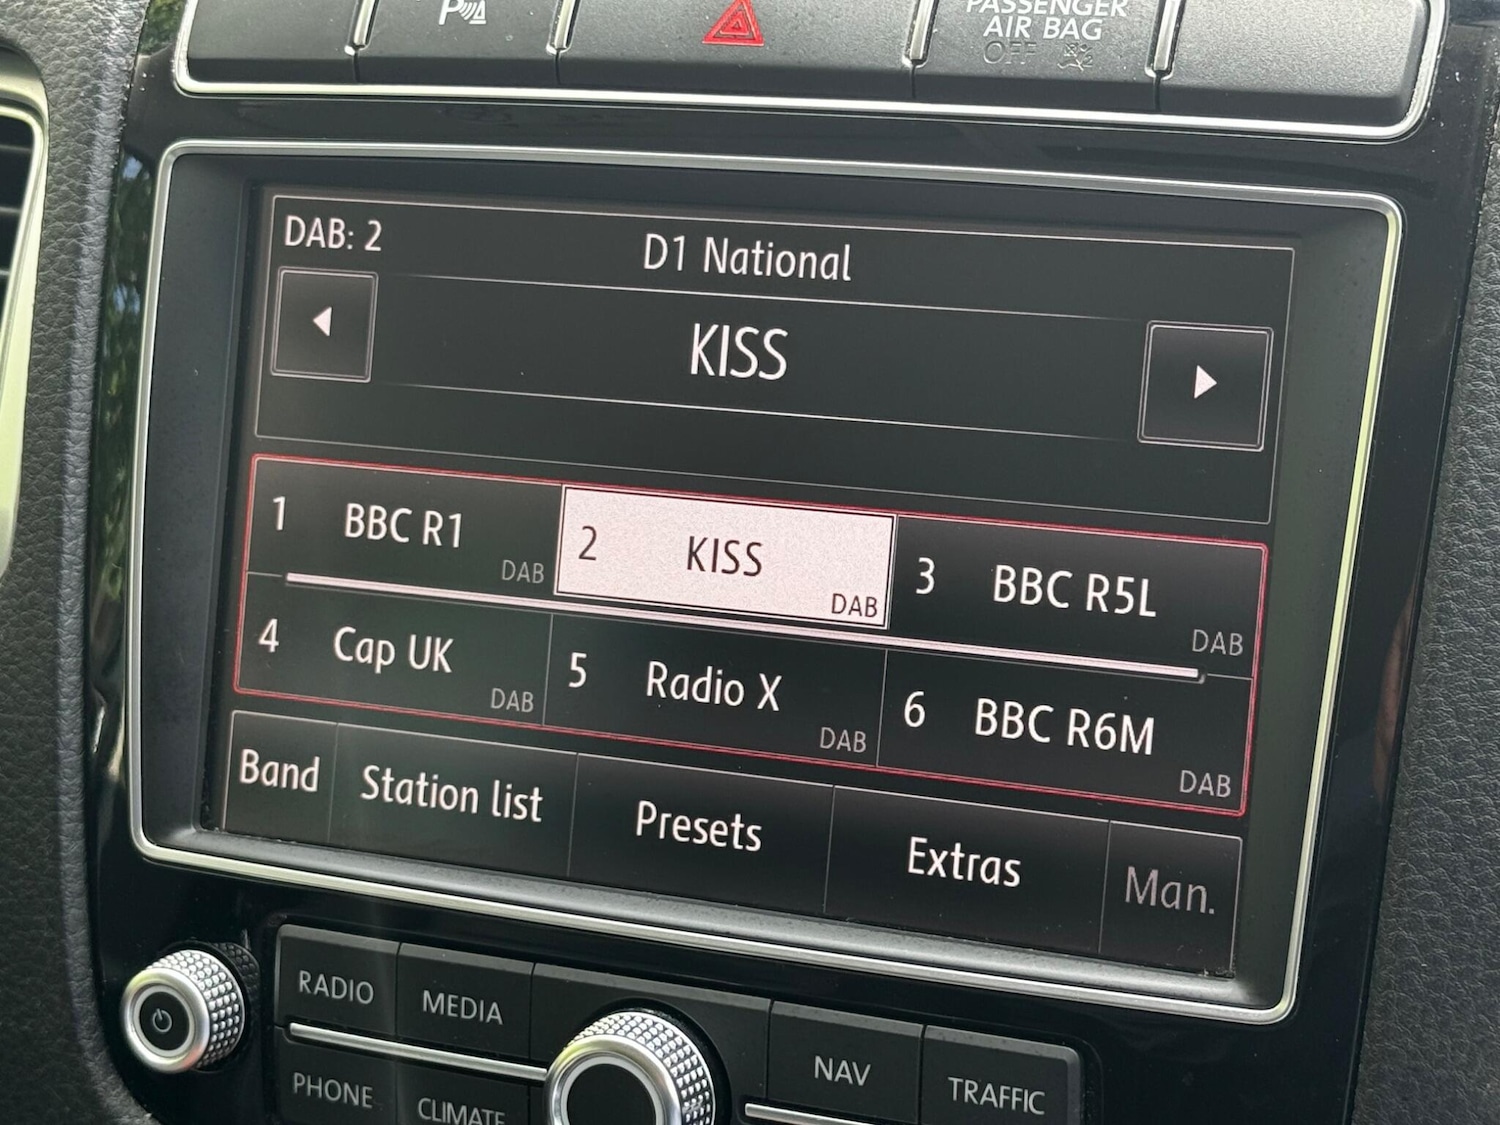 P
PASSENGER
AIR BAG
OFF
DAB: 2
D1 National
KISS
1 BBC R1 DAB
2 KISS DAB
3 BBC R5L DAB
4 Cap UK DAB
5 Radio X DAB
6 BBC R6M DAB
Band
Station list
Presets
Extras
Man.
RADIO
MEDIA
NAV
TRAFFIC
PHONE
CLIMATE